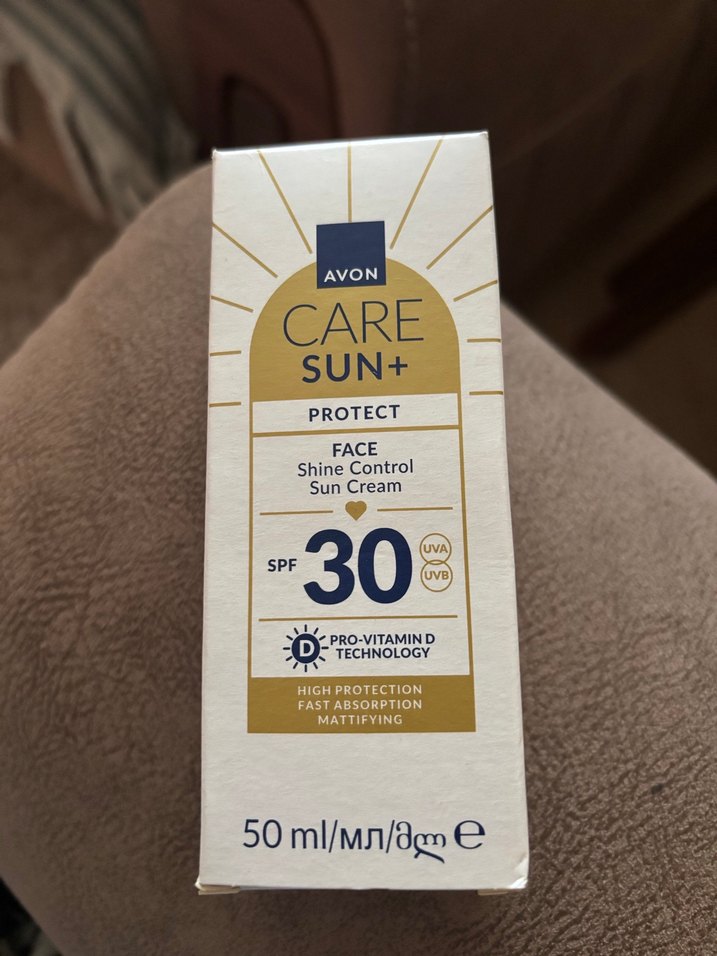 AVON
CARE
SUN+
PROTECT
FACE
Shine Control
Sun Cream
SPF 30 UVA
UVB
D PRO-VITAMIN D
TECHNOLOGY
HIGH PROTECTION
FAST ABSORPTION
MATTIFYING
50 ml/мл/მლ ℮